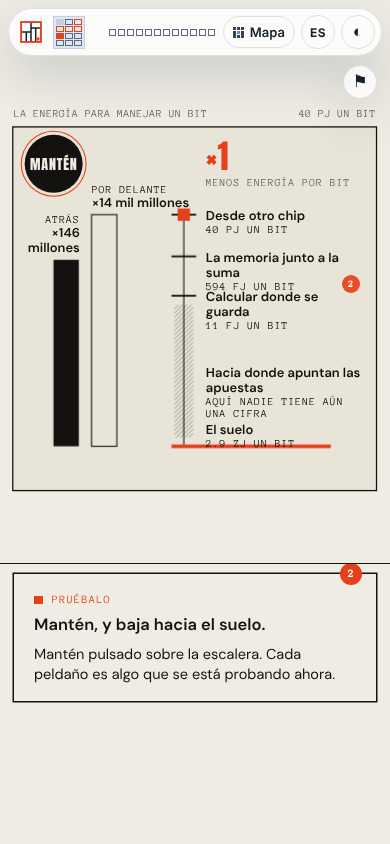 Mapa
ES
LA ENERGÍA PARA MANEJAR UN BIT
40 PJ UN BIT
MANTÉN
×1
MENOS ENERGÍA POR BIT
POR DELANTE
×14 mil millones
ATRÁS
×146
millones
Desde otro chip
40 PJ UN BIT
La memoria junto a la
suma
594 FJ UN BIT
2
Calcular donde se
guarda
11 FJ UN BIT
Hacia donde apuntan las
apuestas
AQUÍ NADIE TIENE AÚN
UNA CIFRA
El suelo
2.9 ZJ UN BIT
2
PRUÉBALO
Mantén, y baja hacia el suelo.
Mantén pulsado sobre la escalera. Cada
peldaño es algo que se está probando ahora.